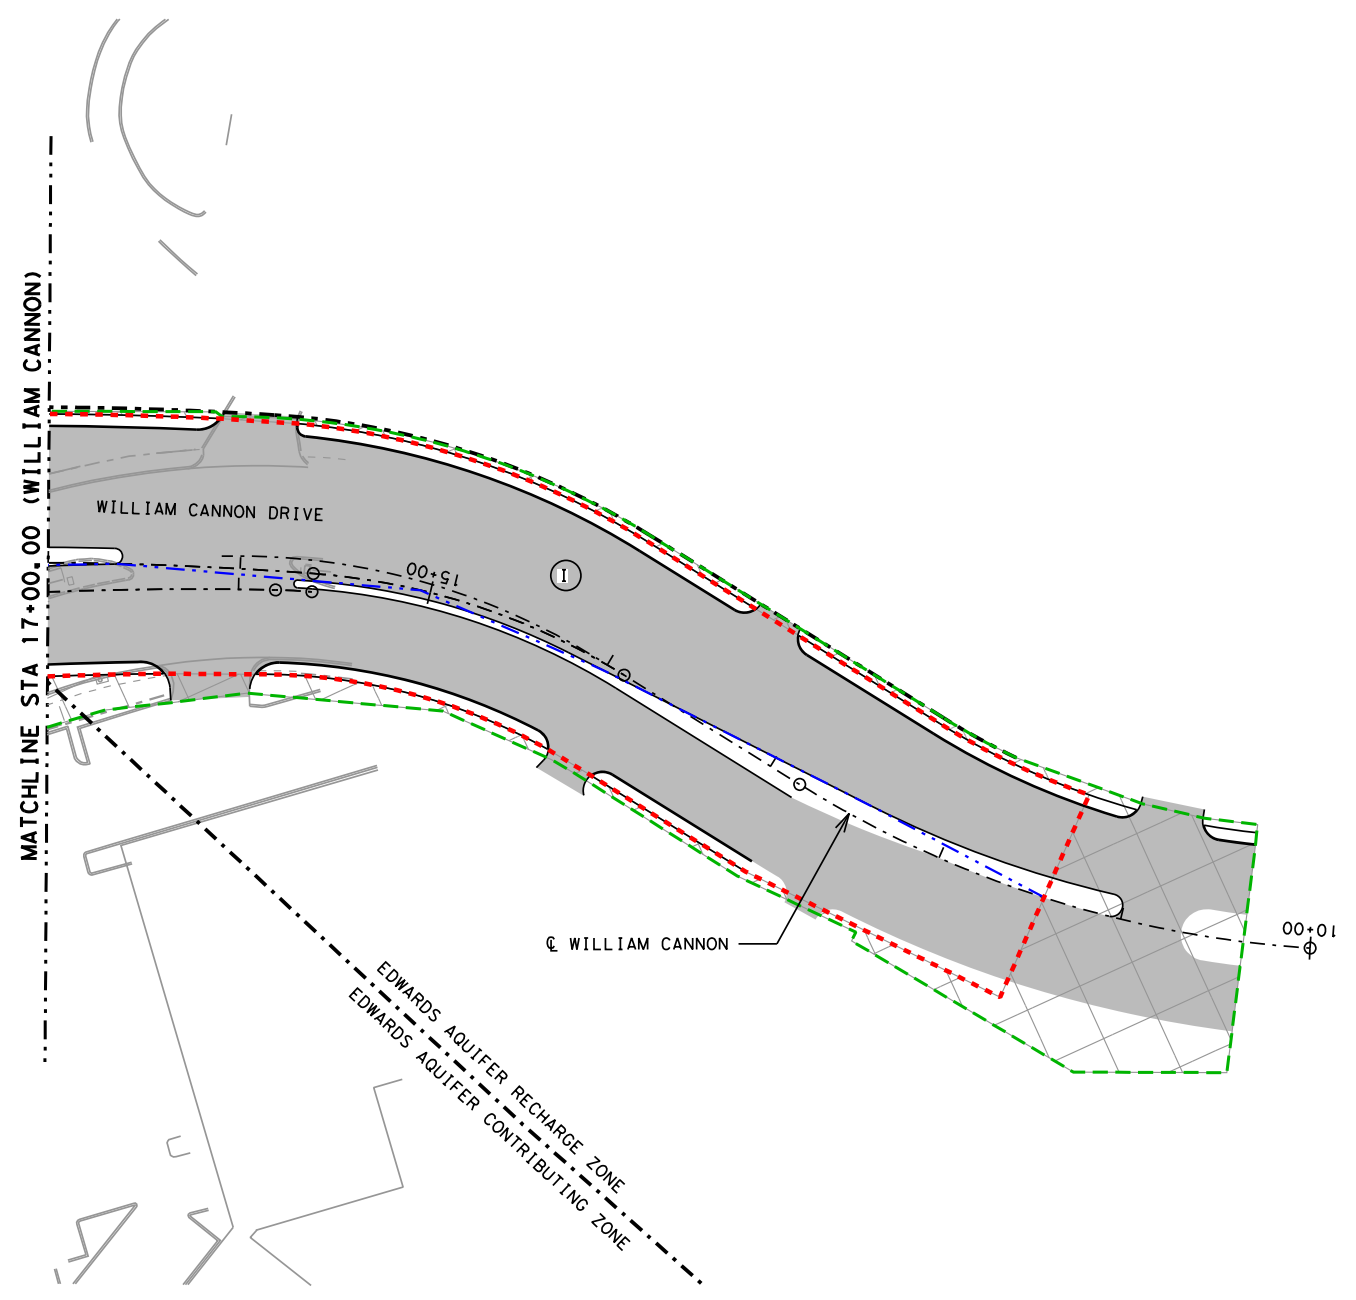 MATCHLINE STA 17+00.00 (WILLIAM CANNON)
WILLIAM CANNON DRIVE
15+00
I
10+00
℄ WILLIAM CANNON
EDWARDS AQUIFER RECHARGE ZONE
EDWARDS AQUIFER CONTRIBUTING ZONE